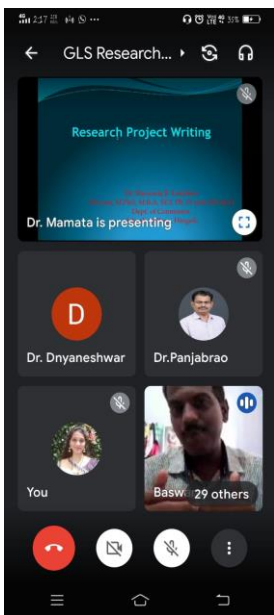 2:17
GLS Research...
Research Project Writing
Dr. Mamata is presenting
D
Dr. Dnyaneshwar
Dr.Panjabrao
You
Basw
29 others